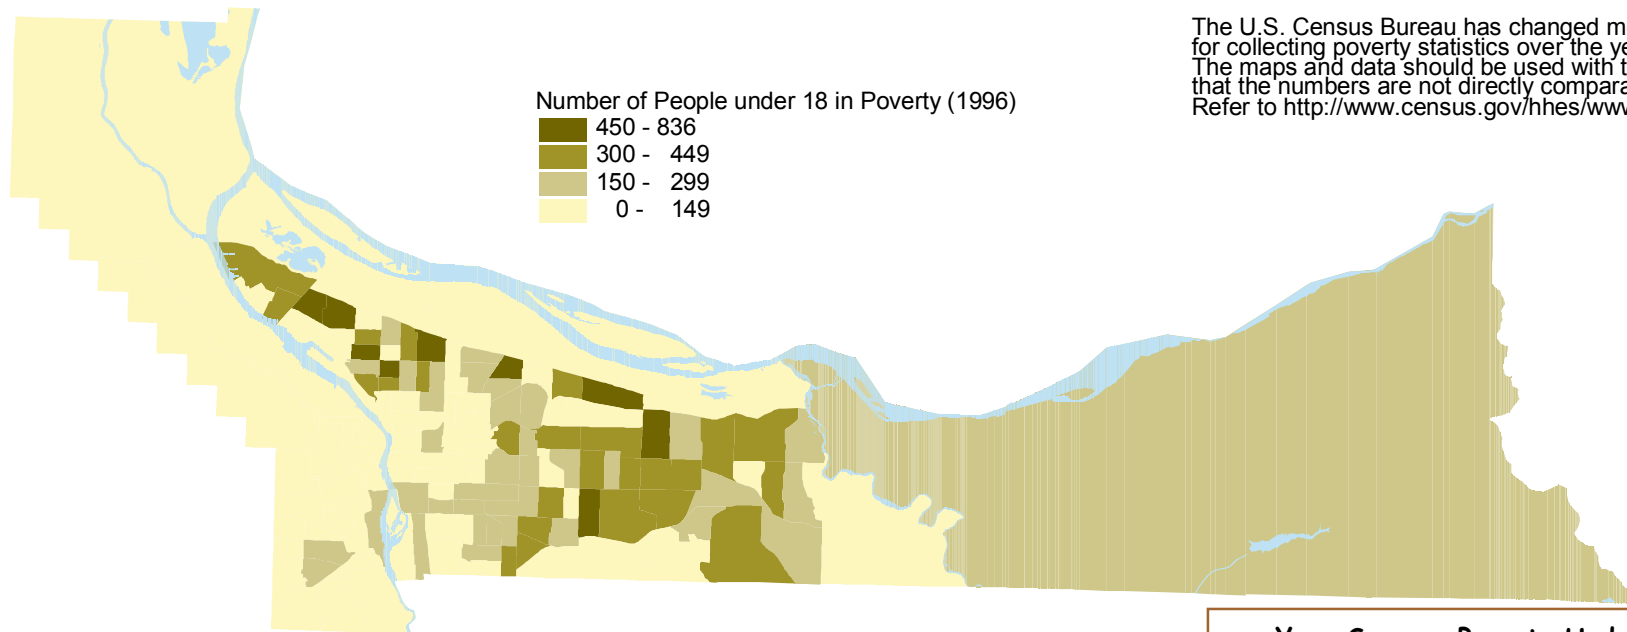 The U.S. Census Bureau has changed m
for collecting poverty statistics over the ye
The maps and data should be used with t
that the numbers are not directly compara
Refer to http://www.census.gov/hhes/www
Number of People under 18 in Poverty (1996)
450 - 836
300 - 449
150 - 299
0 - 149